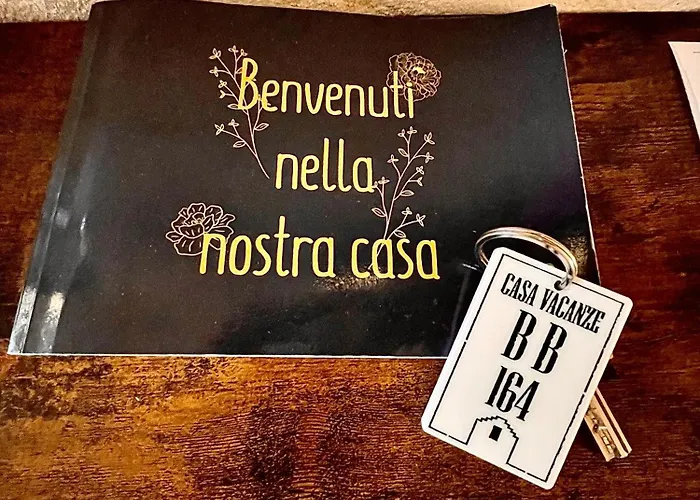 Benvenuti
nella
nostra casa
CASA VACANZE
B B
164